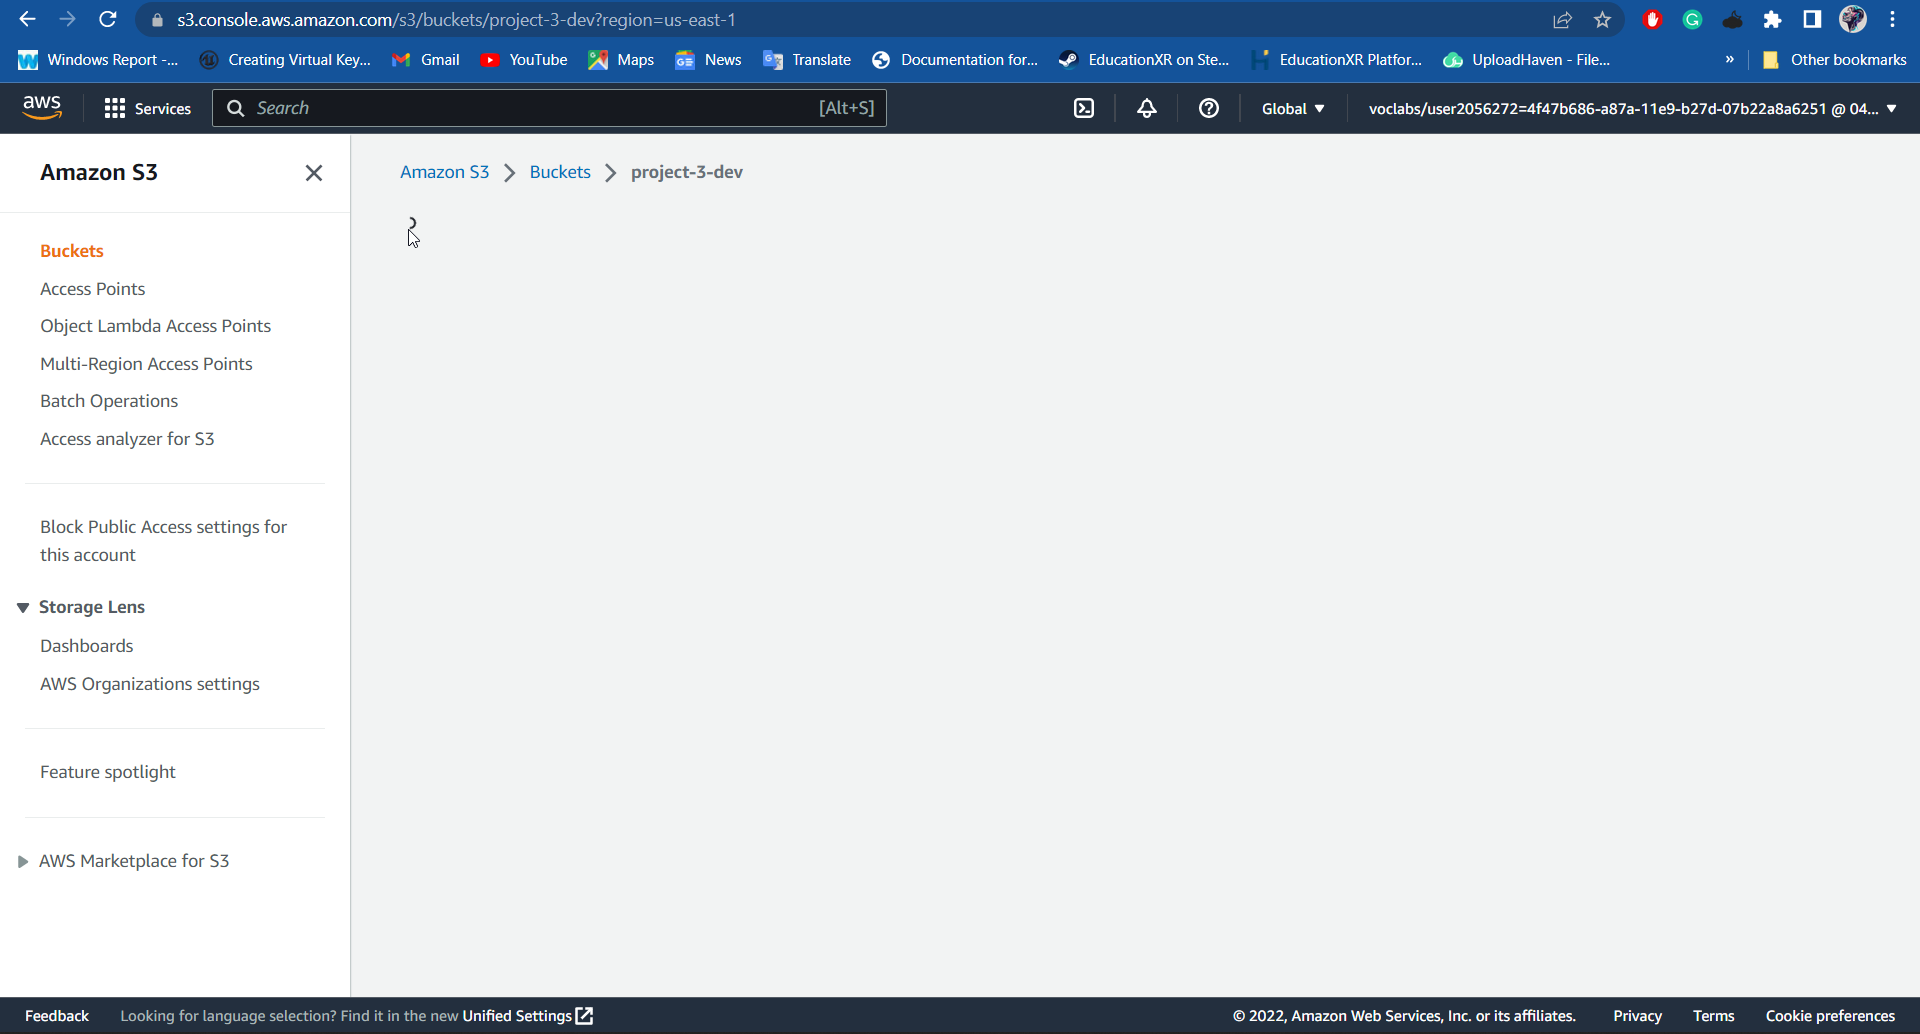 s3.console.aws.amazon.com/s3/buckets/project-3-dev?region=us-east-1
Windows Report -... Creating Virtual Key... Gmail YouTube Maps News Translate Documentation for... EducationXR on Ste... EducationXR Platfor... UploadHaven - File... » Other bookmarks
aws Services Search [Alt+S] Global voclabs/user2056272=4f47b686-a87a-11e9-b27d-07b22a8a6251 @ 04...
Amazon S3
Amazon S3 Buckets project-3-dev
Buckets
Access Points
Object Lambda Access Points
Multi-Region Access Points
Batch Operations
Access analyzer for S3
Block Public Access settings for
this account
Storage Lens
Dashboards
AWS Organizations settings
Feature spotlight
AWS Marketplace for S3
Feedback Looking for language selection? Find it in the new Unified Settings © 2022, Amazon Web Services, Inc. or its affiliates. Privacy Terms Cookie preferences